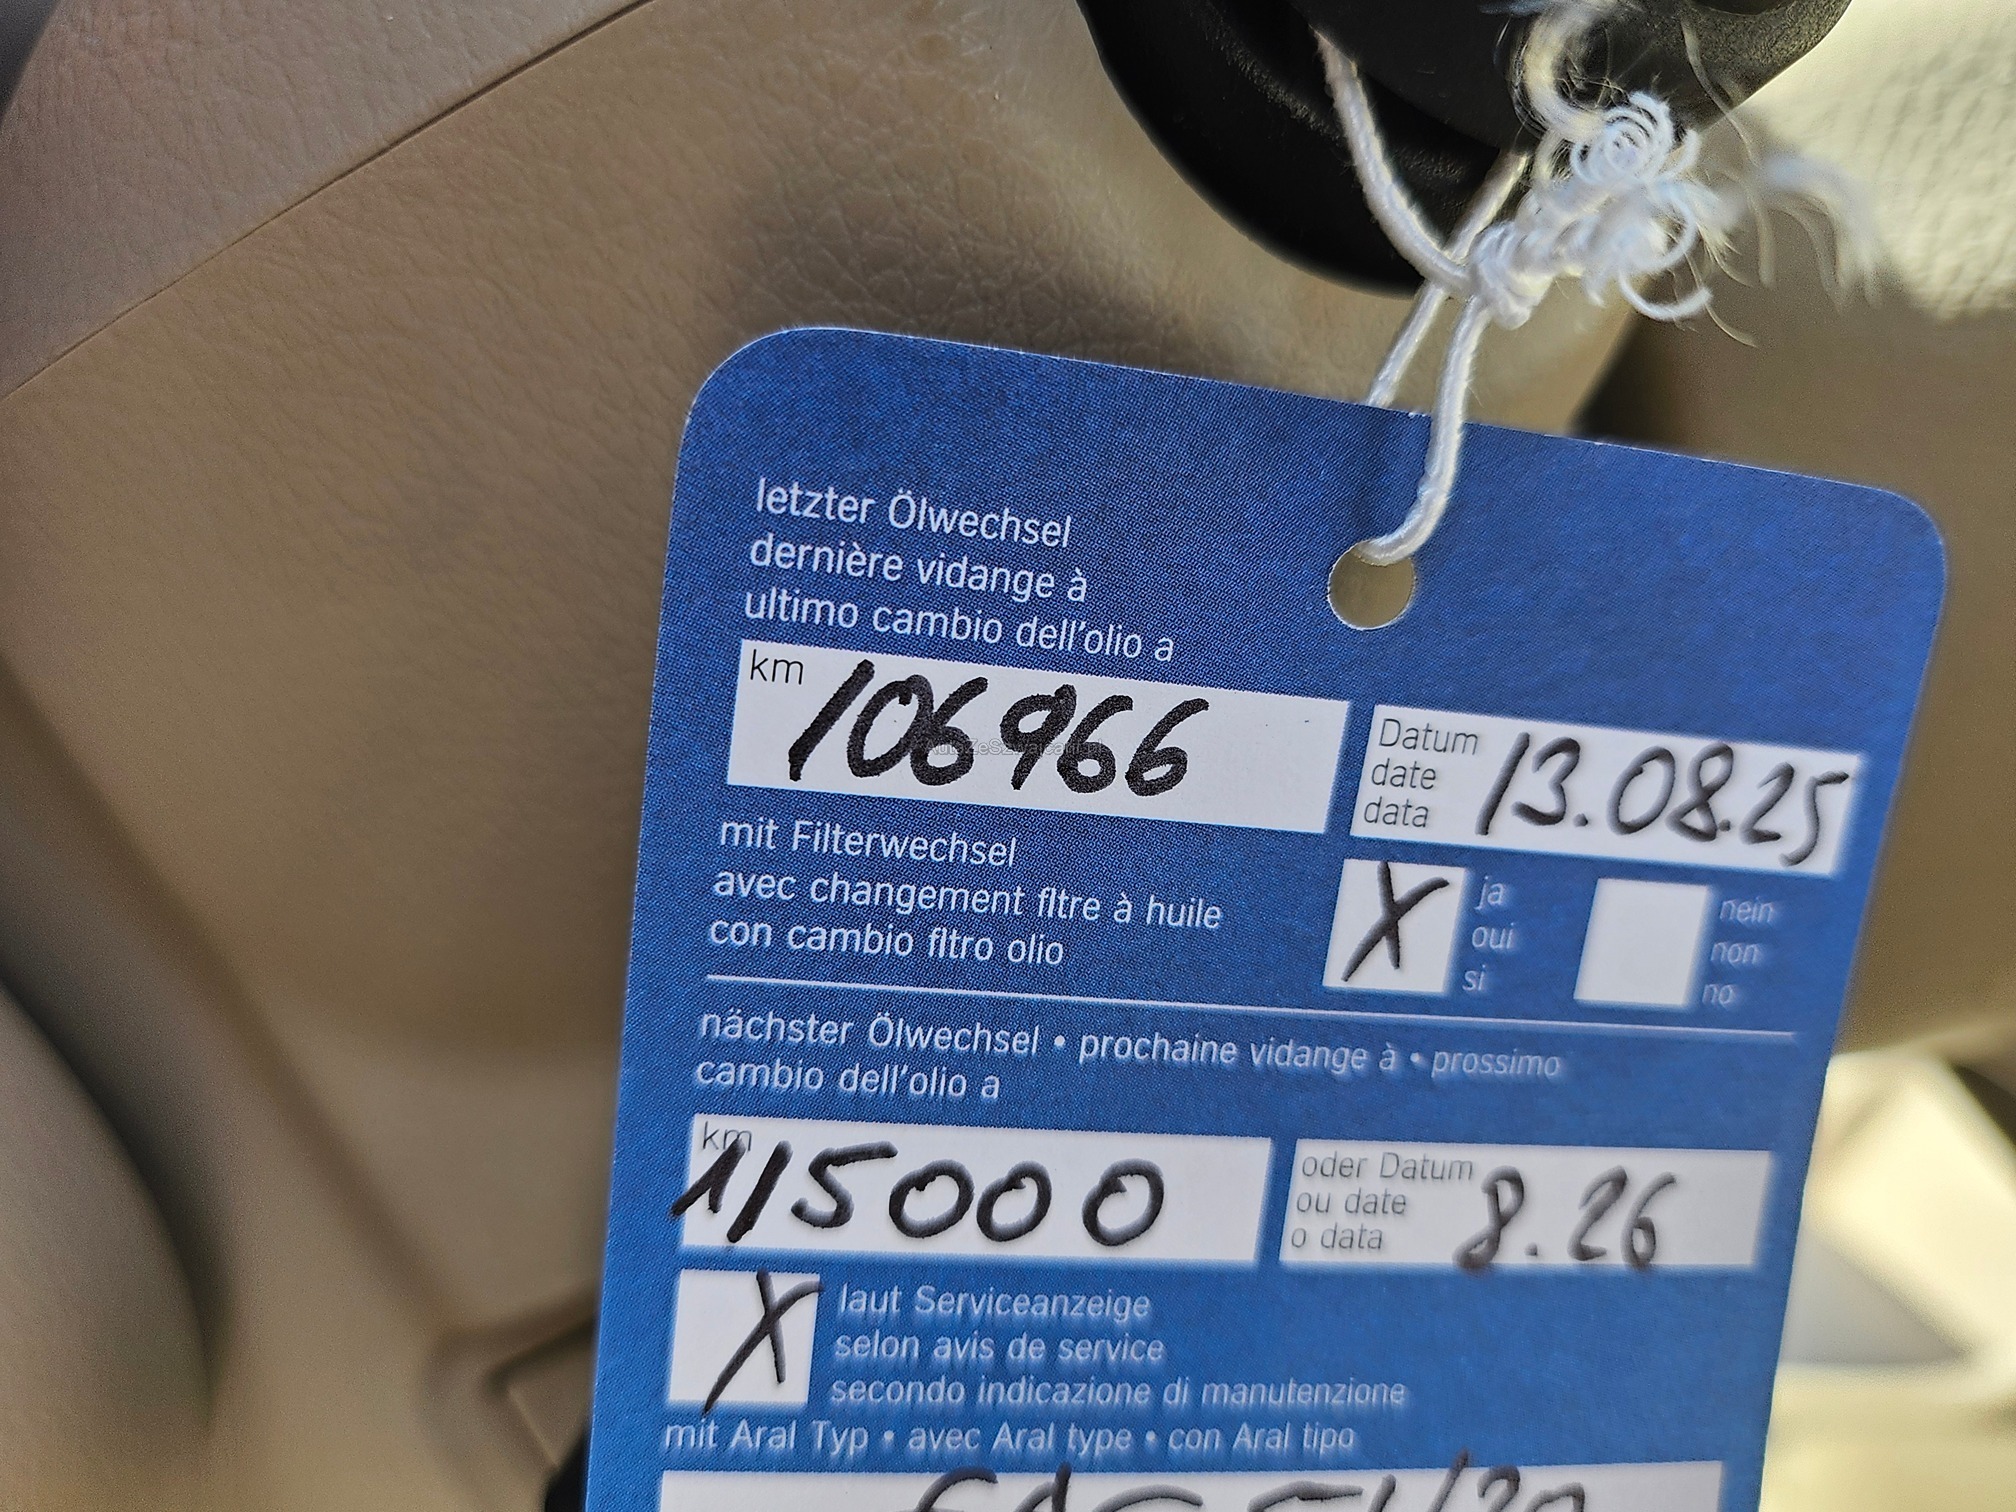 letzter Ölwechsel
dernière vidange à
ultimo cambio dell'olio a
km 106966
Datum 13.08.25
date
data
mit Filterwechsel
avec changement filtre à huile
con cambio filtro olio
X ja
oui
si
nein
non
no
nächster Ölwechsel • prochaine vidange à • prossimo
cambio dell'olio a
km 115000
oder Datum 8.26
ou date
o data
X laut Serviceanzeige
selon avis de service
secondo indicazione di manutenzione
mit Aral Typ • avec Aral type • con Aral tipo